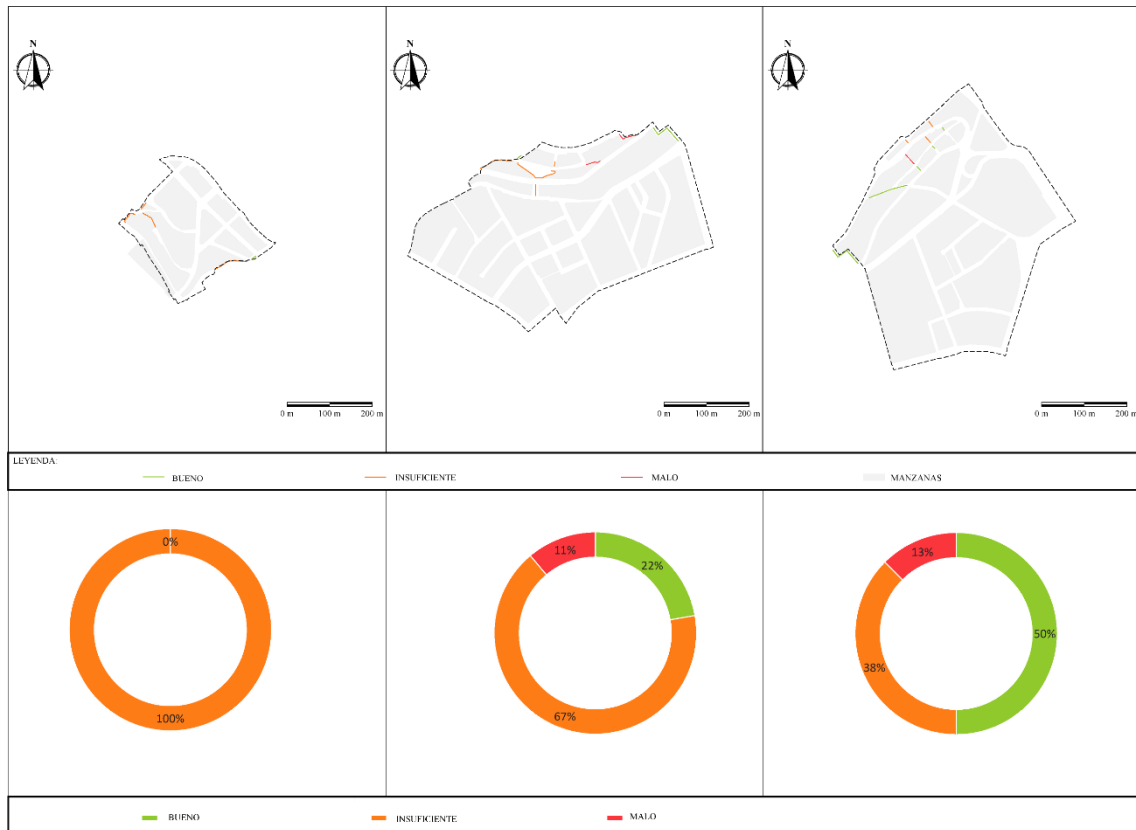 N
N
N
0 m 100 m 200 m
0 m 100 m 200 m
0 m 100 m 200 m
LEYENDA:
BUENO INSUFICIENTE MALO MANZANAS
0%
100%
11%
22%
67%
13%
50%
38%
BUENO INSUFICIENTE MALO